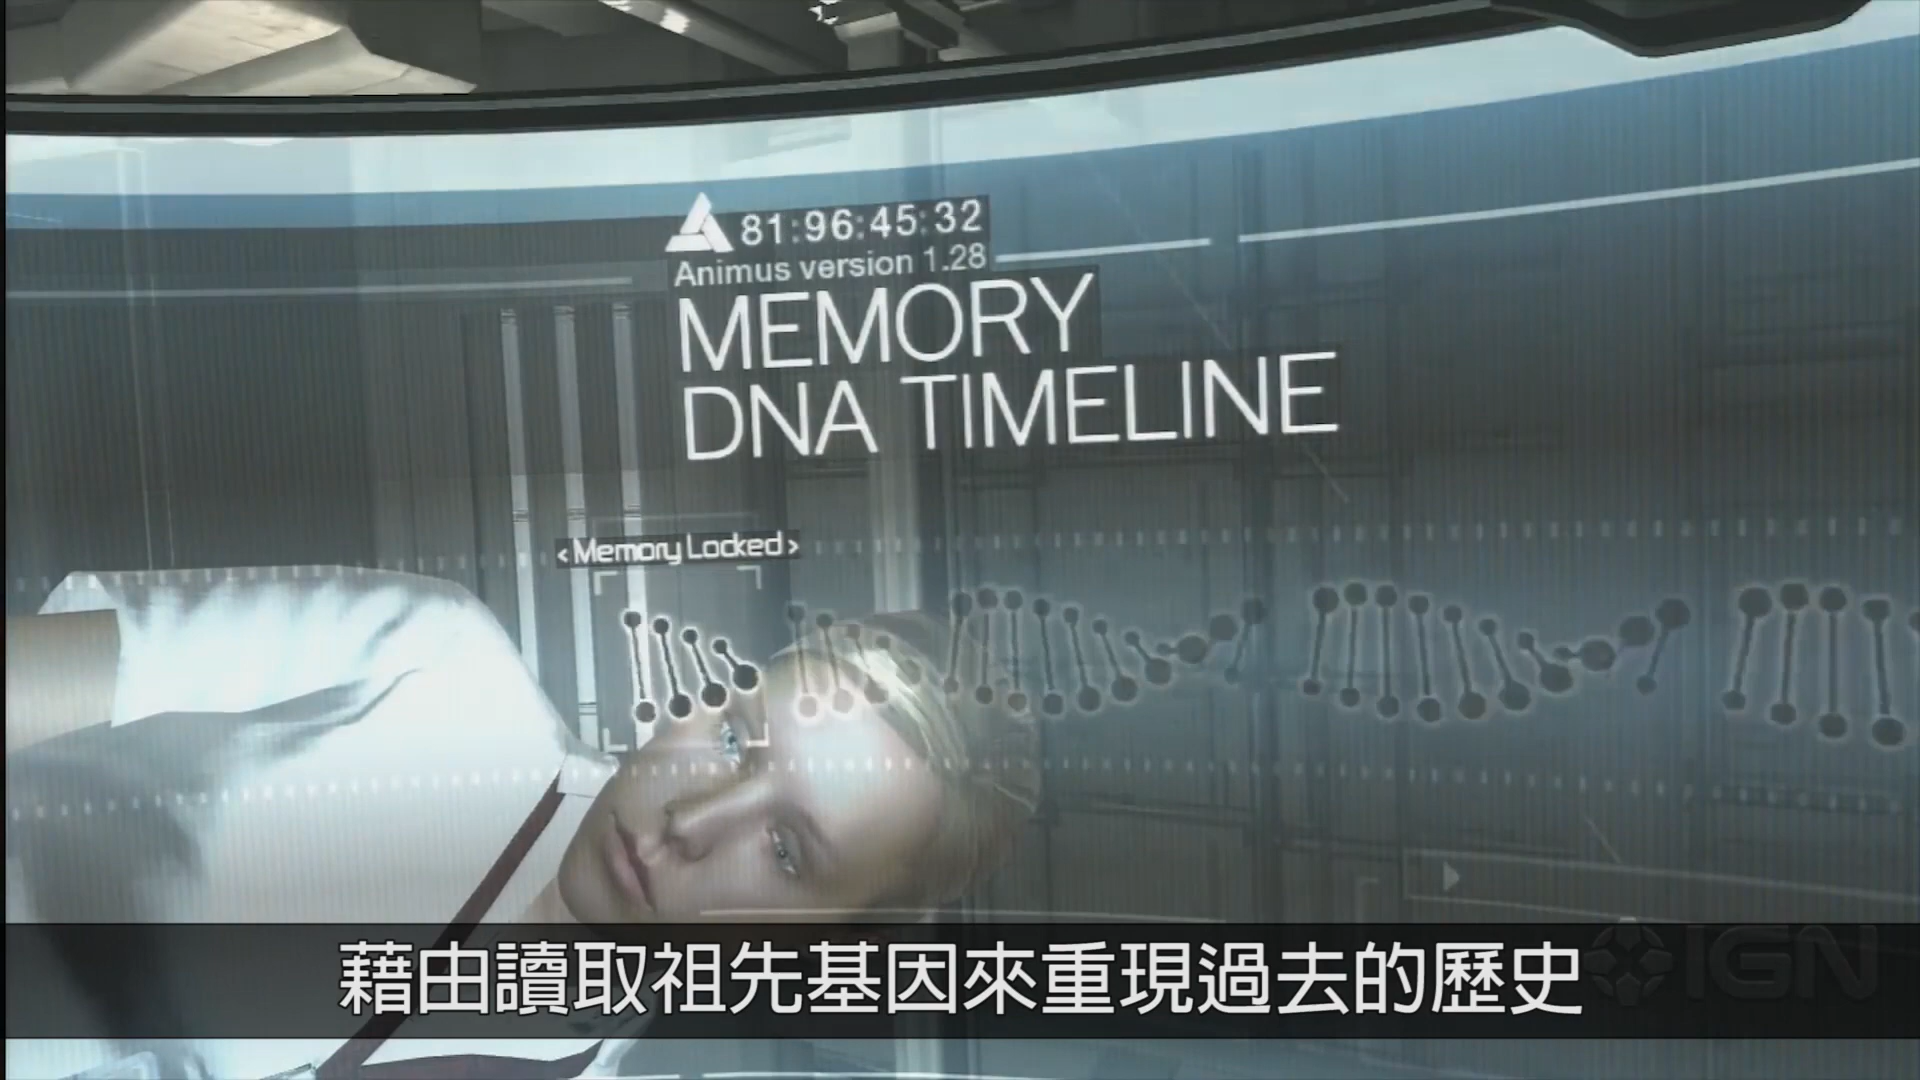 81:96:45:32
Animus version 1.28
MEMORY
DNA TIMELINE
‹ Memory Locked ›
藉由讀取祖先基因來重現過去的歷史
IGN